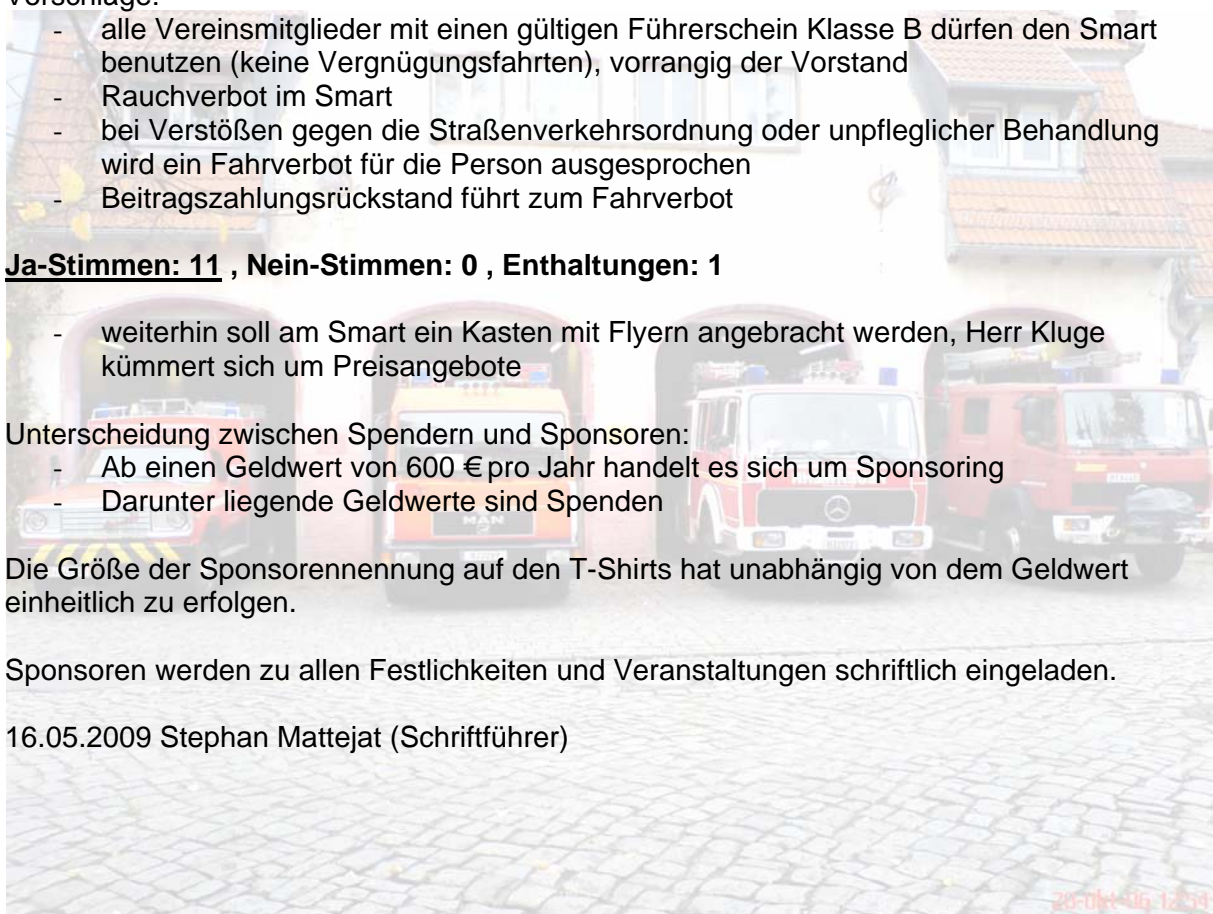 Vorschläge:
- alle Vereinsmitglieder mit einen gültigen Führerschein Klasse B dürfen den Smart
benutzen (keine Vergnügungsfahrten), vorrangig der Vorstand
- Rauchverbot im Smart
- bei Verstößen gegen die Straßenverkehrsordnung oder unpfleglicher Behandlung
wird ein Fahrverbot für die Person ausgesprochen
- Beitragszahlungsrückstand führt zum Fahrverbot
Ja-Stimmen: 11 , Nein-Stimmen: 0 , Enthaltungen: 1
- weiterhin soll am Smart ein Kasten mit Flyern angebracht werden, Herr Kluge
kümmert sich um Preisangebote
Unterscheidung zwischen Spendern und Sponsoren:
- Ab einen Geldwert von 600 € pro Jahr handelt es sich um Sponsoring
- Darunter liegende Geldwerte sind Spenden
MAN
Die Größe der Sponsorennennung auf den T-Shirts hat unabhängig von dem Geldwert
einheitlich zu erfolgen.
Sponsoren werden zu allen Festlichkeiten und Veranstaltungen schriftlich eingeladen.
16.05.2009 Stephan Mattejat (Schriftführer)
20-Okt-06 12:54